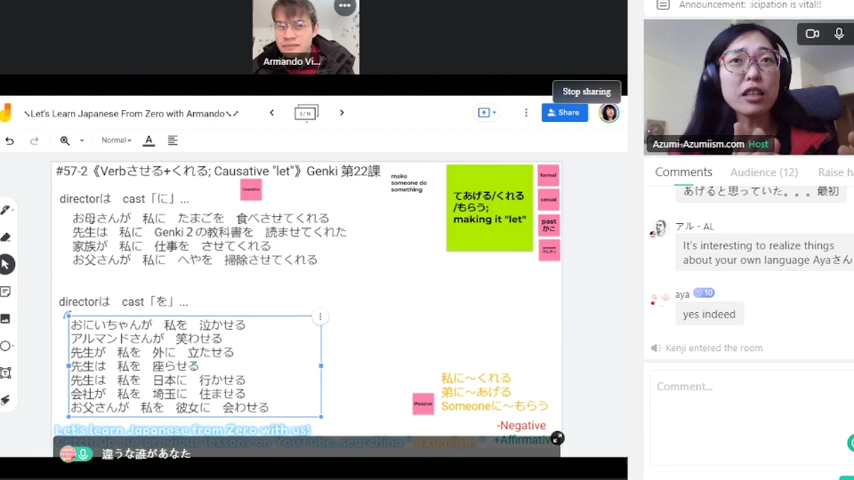 Announcement: :icipation is vital!!
Armando Vi...
Stop sharing
Azumi-Azumiism.com Host
↘Let's Learn Japanese From Zero with Armando↘↗
2/16
Share
Normal
Comments
Audience (12)
Raise h
あげると思っていた。。。最初
アル - AL
It's interesting to realize things
about your own language Ayaさん
aya
10
yes indeed
Kenji entered the room
Comment...
#57-2《Verbさせる+くれる; Causative "let"》Genki 第22課
make
someone do
something
てあげる/くれる
/もらう;
making it "let"
formal
casual
past
かこ
directorは cast「に」...
お母さんが 私に たまごを 食べさせてくれる
先生は 私に Genki 2の教科書を 読ませてくれた
家族が 私に 仕事を させてくれる
お父さんが 私に へやを 掃除させてくれる
directorは cast「を」...
おにいちゃんが 私を 泣かせる
アルマンドさんが 笑わせる
先生が 私を 外に 立たせる
先生は 私を 座らせる
先生は 私を 日本に 行かせる
会社が 私を 埼玉に 住ませる
お父さんが 私を 彼女に 会わせる
Passive
私に～くれる
弟に～あげる
Someoneに～もらう
-Negative
+Affirmativ
Let's learn Japanese from Zero with us!
違うな誰があなた